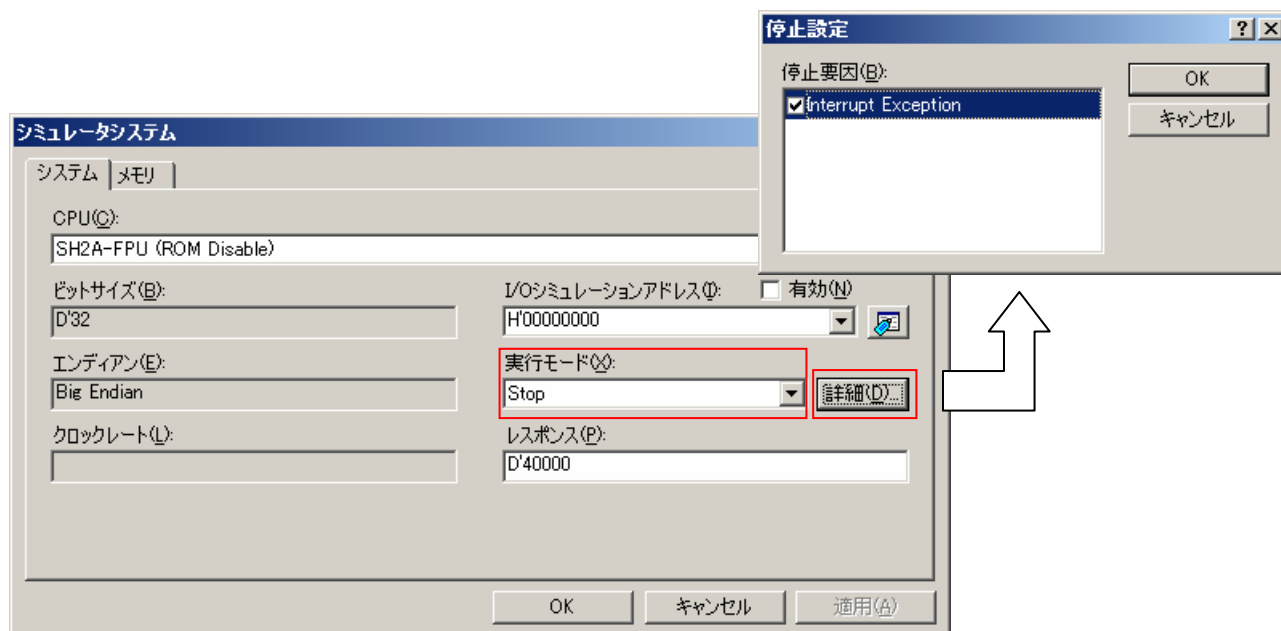 停止設定
停止要因(B):
Interrupt Exception
OK
キャンセル
シミュレータシステム
システム
メモリ
CPU(C):
SH2A-FPU (ROM Disable)
ビットサイズ(B):
D'32
I/Oシミュレーションアドレス(I):
有効(N)
H'00000000
エンディアン(E):
Big Endian
実行モード(X):
Stop
詳細(D)...
クロックレート(L):
レスポンス(P):
D'40000
OK
キャンセル
適用(A)